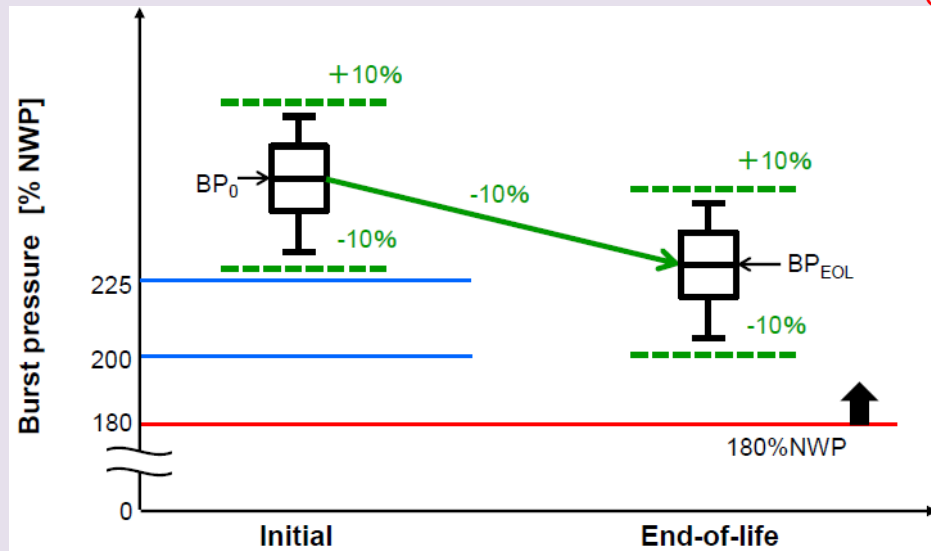 Burst pressure [% NWP]
+10%
BP0
-10%
-10%
+10%
BPEOL
-10%
225
200
180
180%NWP
0
Initial
End-of-life